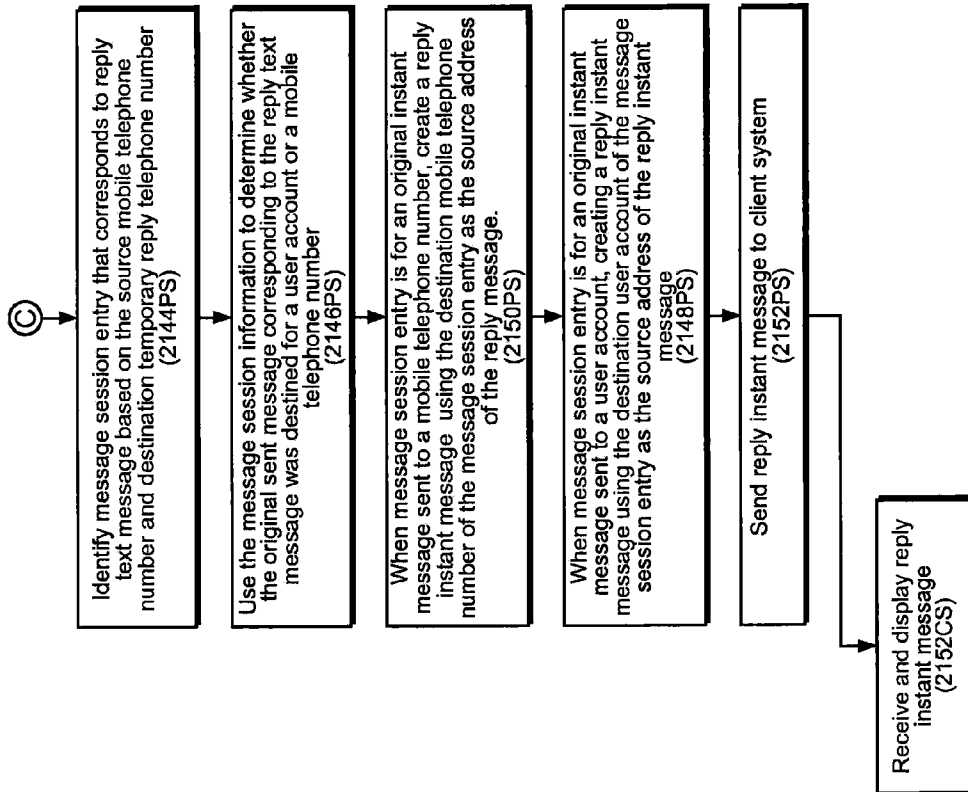 C
Identify message session entry that corresponds to reply
text message based on the source mobile telephone
number and destination temporary reply telephone number
(2144PS)
Use the message session information to determine whether
the original sent message corresponding to the reply text
message was destined for a user account or a mobile
telephone number
(2146PS)
When message session entry is for an original instant
message sent to a mobile telephone number, create a reply
instant message using the destination mobile telephone
number of the message session entry as the source address
of the reply message.
(2150PS)
When message session entry is for an original instant
message sent to a user account, creating a reply instant
message using the destination user account of the message
session entry as the source address of the reply instant
message
(2148PS)
Send reply instant message to client system
(2152PS)
Receive and display reply
instant message
(2152CS)